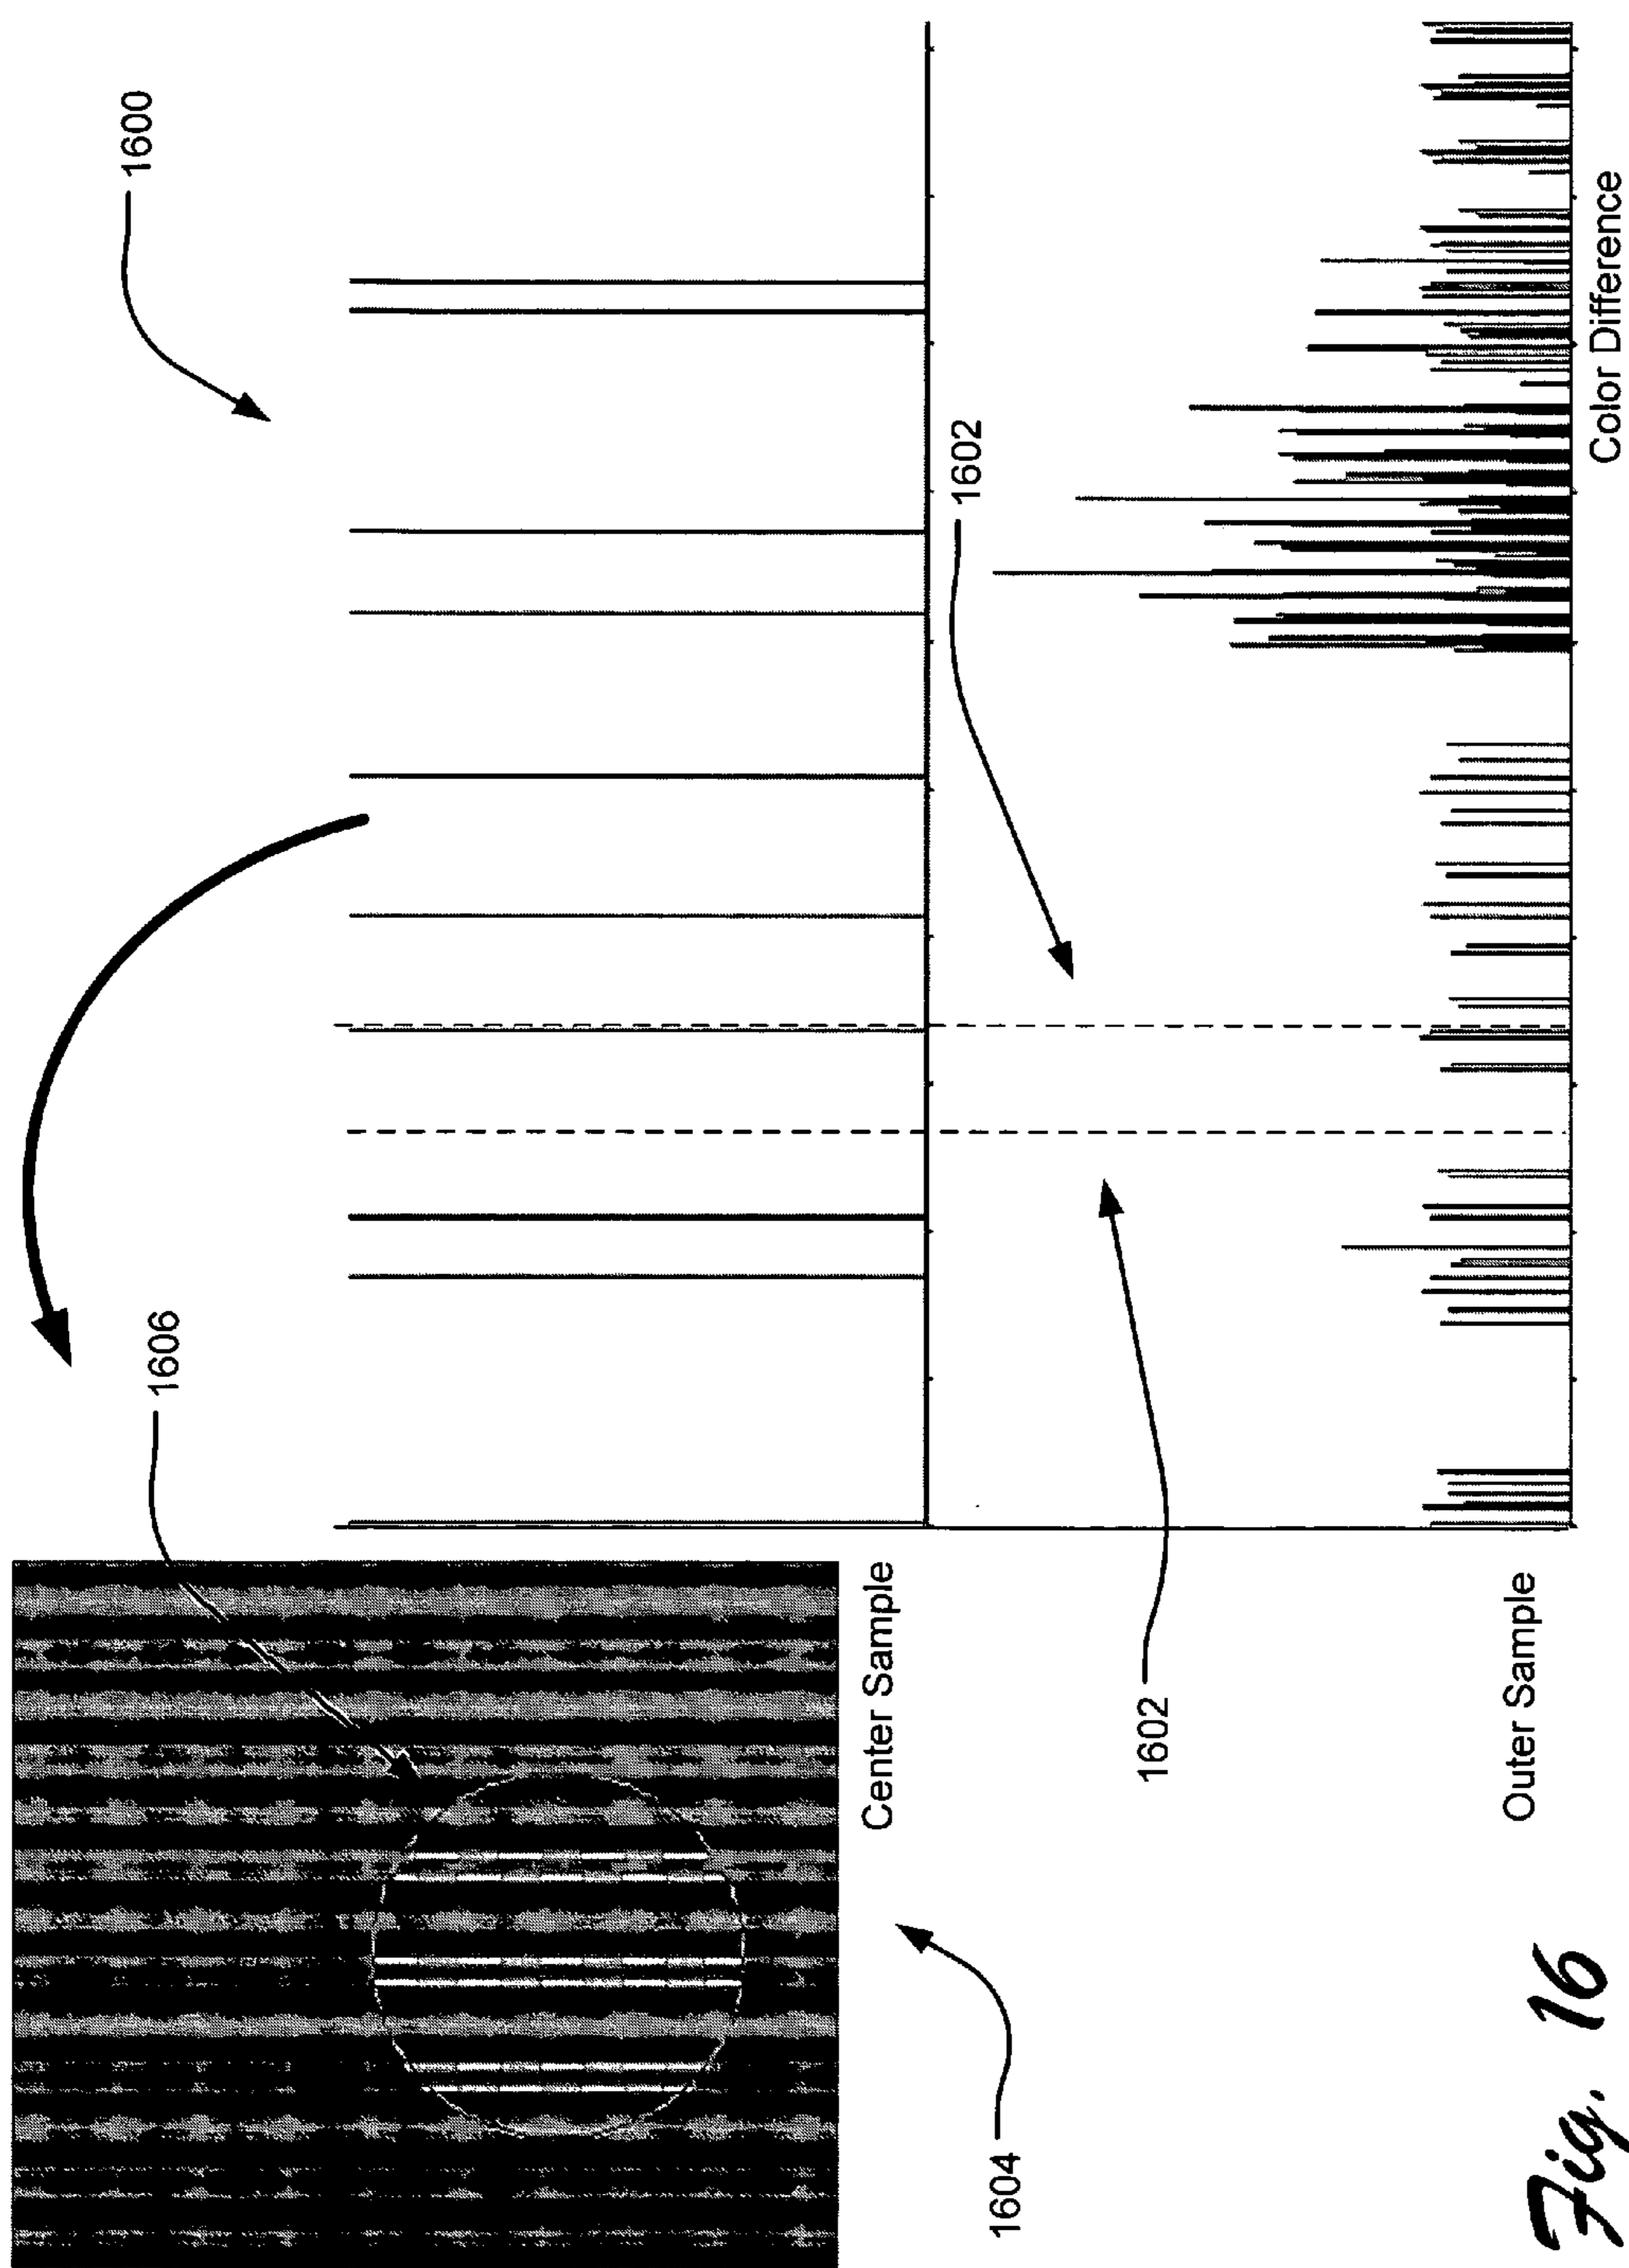 1600
1606
1602
Center Sample
1604
1602
Outer Sample
Color Difference
Fig. 16